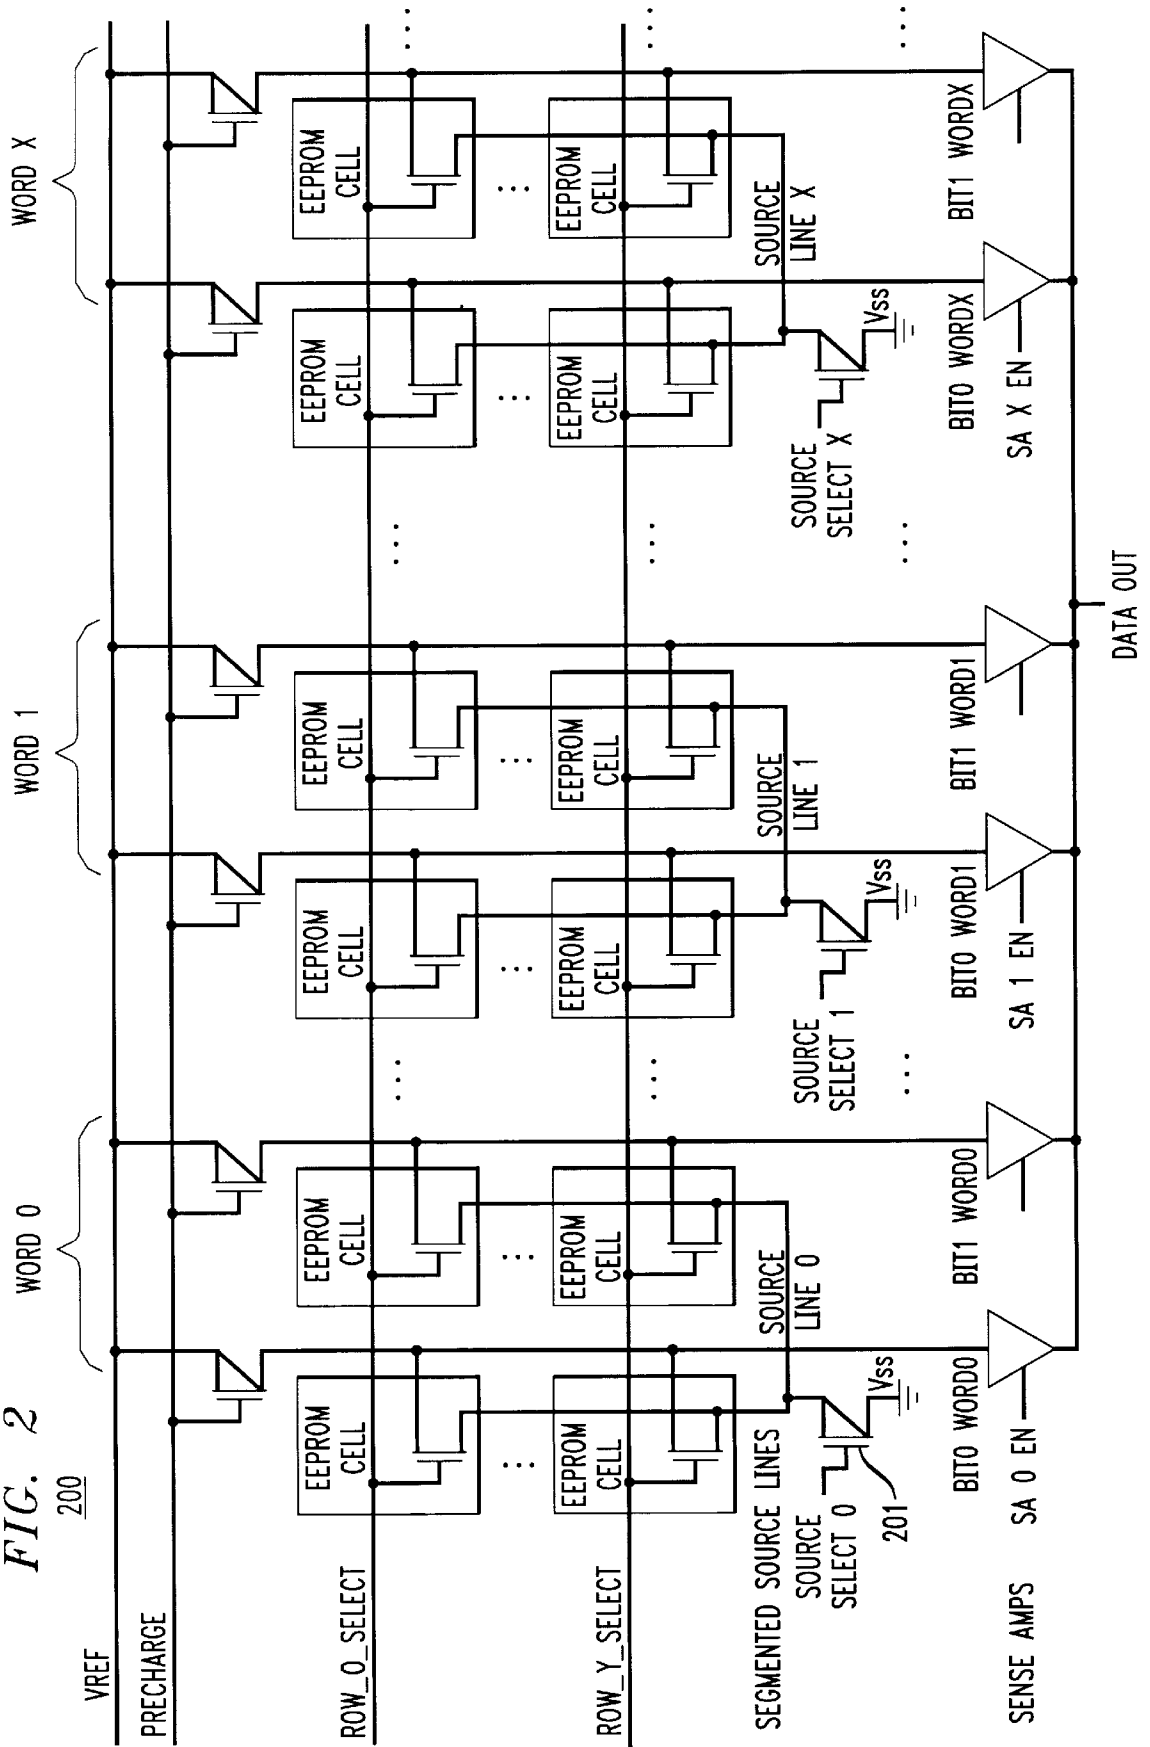 FIG. 2
200
WORD 0
WORD 1
WORD X
VREF
PRECHARGE
EEPROM
CELL
EEPROM
CELL
EEPROM
CELL
EEPROM
CELL
EEPROM
CELL
EEPROM
CELL
ROW_0_SELECT
EEPROM
CELL
EEPROM
CELL
EEPROM
CELL
EEPROM
CELL
EEPROM
CELL
EEPROM
CELL
ROW_Y_SELECT
SEGMENTED SOURCE LINES
SOURCE
LINE 0
SOURCE
LINE 1
SOURCE
LINE X
SOURCE
SELECT 0
Vss
SOURCE
SELECT 1
Vss
SOURCE
SELECT X
Vss
201
BIT0 WORD0
BIT1 WORD0
BIT0 WORD1
BIT1 WORD1
BIT0 WORDX
BIT1 WORDX
SENSE AMPS
SA 0 EN
SA 1 EN
SA X EN
DATA OUT